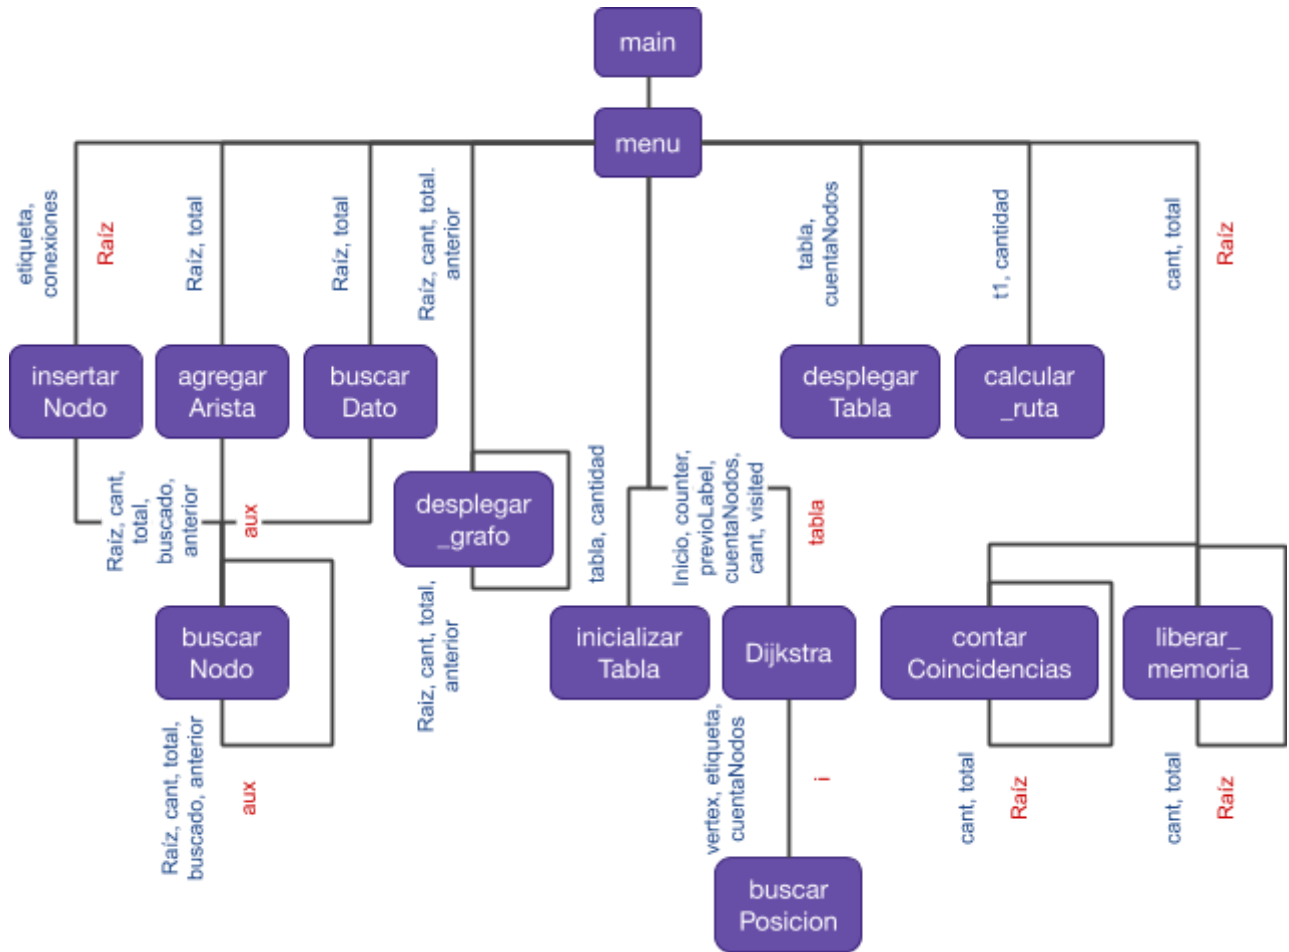 main
menu
etiqueta,
conexiones
Raíz
Raíz, total
Raíz, total
Raíz, cant, total.
anterior
tabla,
cuentaNodos
t1, cantidad
cant, total
Raíz
insertar
Nodo
agregar
Arista
buscar
Dato
desplegar
Tabla
calcular
_ruta
Raíz, cant,
total,
buscado,
anterior
aux
desplegar
_grafo
tabla, cantidad
Inicio, counter,
previoLabel,
cuentaNodos,
cant, visited
tabla
buscar
Nodo
Raiz, cant, total,
anterior
inicializar
Tabla
Dijkstra
contar
Coincidencias
liberar_
memoria
Raíz, cant, total,
buscado, anterior
aux
vertex, etiqueta,
cuentaNodos
i
cant, total
Raíz
cant, total
Raíz
buscar
Posicion